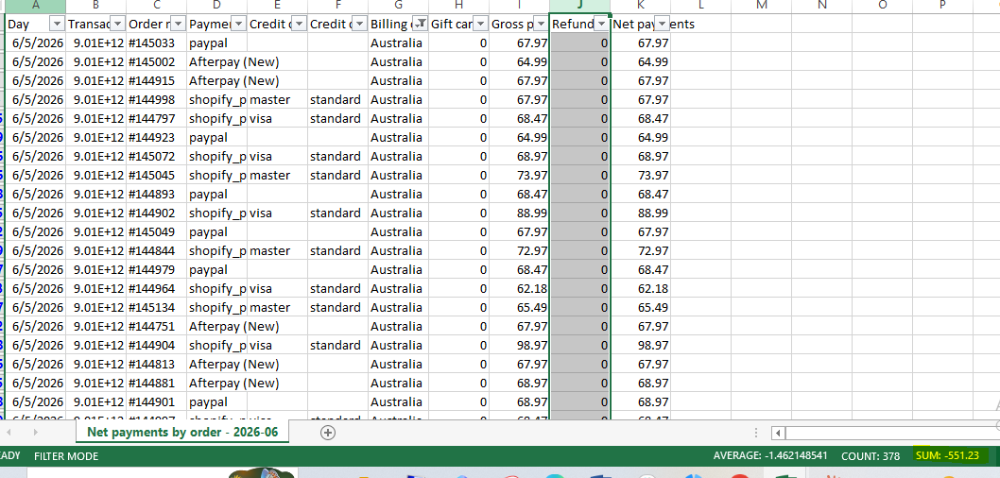 A B C D E F G H I J K L M N O P
Day Transac Order r Payme Credit c Credit c Billing Gift car Gross p Refund Net payments
6/5/2026 9.01E+12 #145033 paypal Australia 0 67.97 0 67.97
6/5/2026 9.01E+12 #145002 Afterpay (New) Australia 0 64.99 0 64.99
6/5/2026 9.01E+12 #144915 Afterpay (New) Australia 0 67.97 0 67.97
6/5/2026 9.01E+12 #144998 shopify_p master standard Australia 0 67.97 0 67.97
6/5/2026 9.01E+12 #144797 shopify_p visa standard Australia 0 68.47 0 68.47
6/5/2026 9.01E+12 #144923 paypal Australia 0 64.99 0 64.99
6/5/2026 9.01E+12 #145072 shopify_p visa standard Australia 0 68.97 0 68.97
6/5/2026 9.01E+12 #145045 shopify_p master standard Australia 0 73.97 0 73.97
6/5/2026 9.01E+12 #144893 paypal Australia 0 68.47 0 68.47
6/5/2026 9.01E+12 #144902 shopify_p visa standard Australia 0 88.99 0 88.99
6/5/2026 9.01E+12 #145049 paypal Australia 0 67.97 0 67.97
6/5/2026 9.01E+12 #144844 shopify_p master standard Australia 0 72.97 0 72.97
6/5/2026 9.01E+12 #144979 paypal Australia 0 68.47 0 68.47
6/5/2026 9.01E+12 #144964 shopify_p visa standard Australia 0 62.18 0 62.18
6/5/2026 9.01E+12 #145134 shopify_p master standard Australia 0 65.49 0 65.49
6/5/2026 9.01E+12 #144751 Afterpay (New) Australia 0 67.97 0 67.97
6/5/2026 9.01E+12 #144904 shopify_p visa standard Australia 0 98.97 0 98.97
6/5/2026 9.01E+12 #144813 Afterpay (New) Australia 0 67.97 0 67.97
6/5/2026 9.01E+12 #144881 Afterpay (New) Australia 0 68.97 0 68.97
6/5/2026 9.01E+12 #144901 paypal Australia 0 68.97 0 68.97
Net payments by order - 2026-06
ADY FILTER MODE AVERAGE: -1.462148541 COUNT: 378 SUM: -551.23